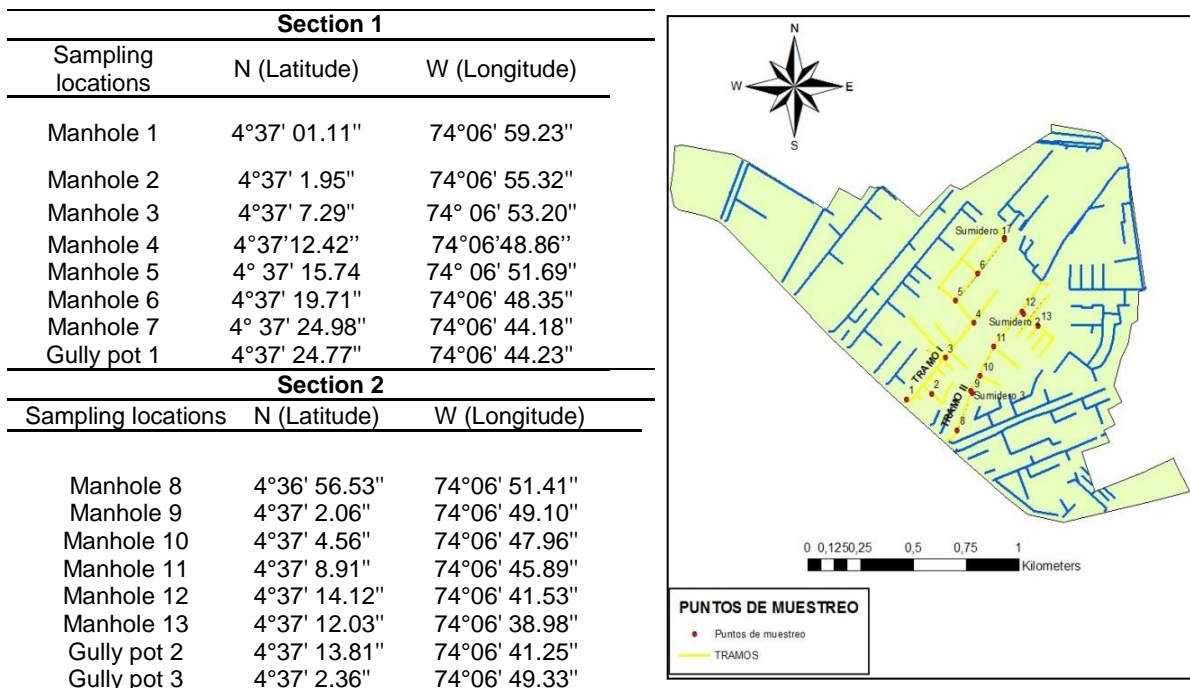 Section 1
Sampling locations N (Latitude) W (Longitude)
Manhole 1 4°37' 01.11" 74°06' 59.23"
Manhole 2 4°37' 1.95" 74°06' 55.32"
Manhole 3 4°37' 7.29" 74° 06' 53.20"
Manhole 4 4°37'12.42'' 74°06'48.86''
Manhole 5 4° 37' 15.74 74° 06' 51.69"
Manhole 6 4°37' 19.71" 74°06' 48.35"
Manhole 7 4° 37' 24.98" 74°06' 44.18"
Gully pot 1 4°37' 24.77" 74°06' 44.23"
Section 2
Sampling locations N (Latitude) W (Longitude)
Manhole 8 4°36' 56.53" 74°06' 51.41"
Manhole 9 4°37' 2.06" 74°06' 49.10"
Manhole 10 4°37' 4.56" 74°06' 47.96"
Manhole 11 4°37' 8.91" 74°06' 45.89"
Manhole 12 4°37' 14.12" 74°06' 41.53"
Manhole 13 4°37' 12.03" 74°06' 38.98"
Gully pot 2 4°37' 13.81" 74°06' 41.25"
Gully pot 3 4°37' 2.36" 74°06' 49.33"
N
W E
S
Sumidero 1 7
6
5
4
12
Sumidero 2 13
11
3
TRAMO I
10
1
2
9
Sumidero 3
TRAMO II
8
0 0,1250,25 0,5 0,75 1
Kilometers
PUNTOS DE MUESTREO
Puntos de muestreo
TRAMOS